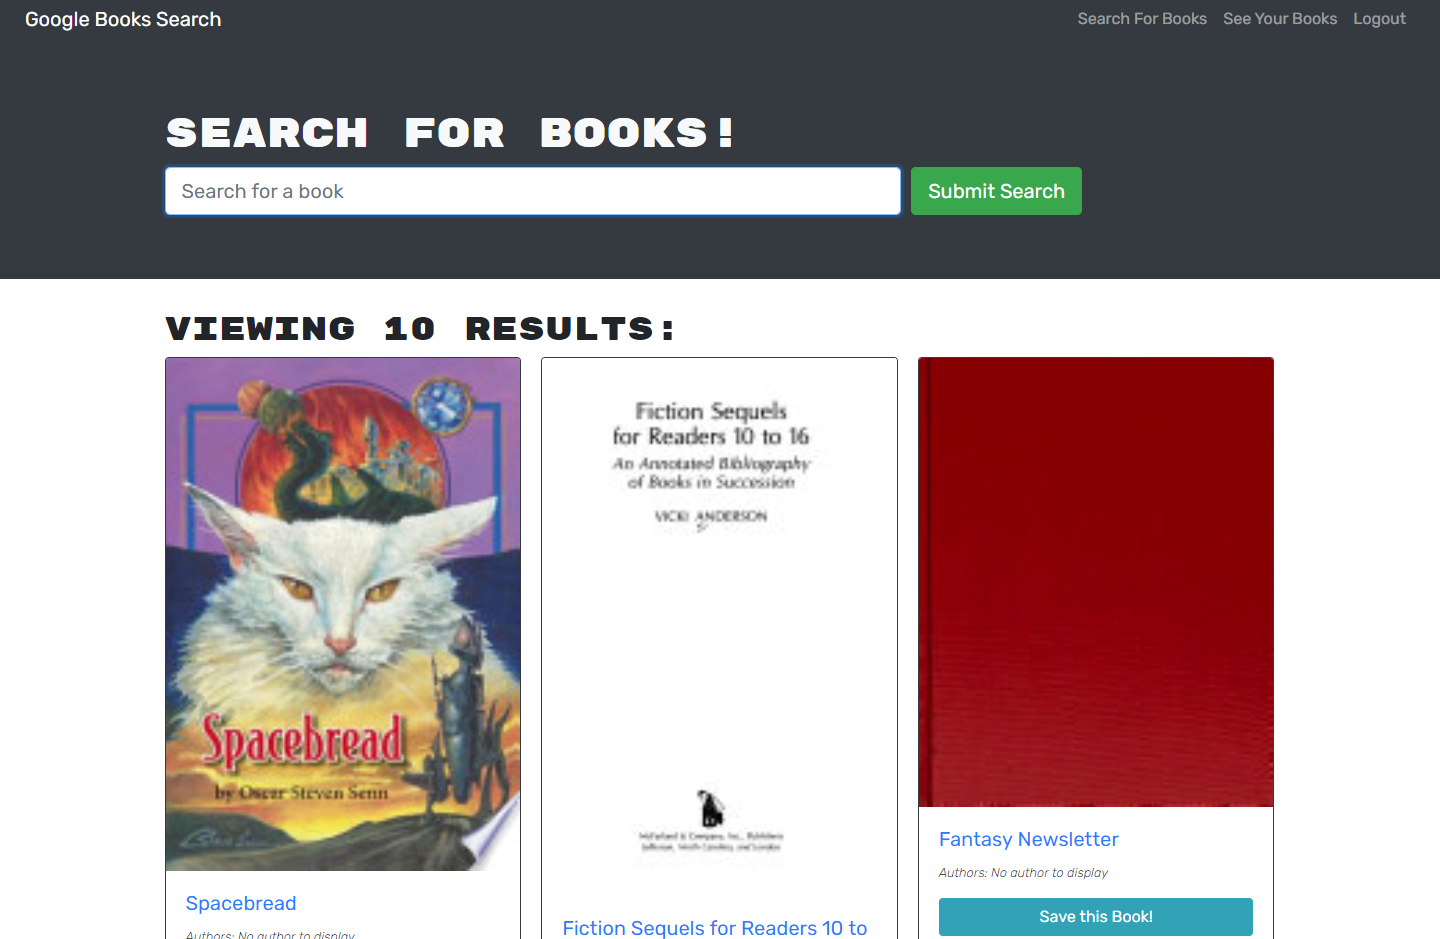 Google Books Search
Search For Books
See Your Books
Logout
SEARCH FOR BOOKS!
Search for a book
Submit Search
VIEWING 10 RESULTS:
Spacebread
by Oscar Steven Senn
Spacebread
Authors: No author to display
Fiction Sequels
for Readers 10 to 16
An Annotated Bibliography
of Books in Succession
VICKI ANDERSON
McFarland & Company, Inc., Publishers
Jefferson, North Carolina, and London
Fiction Sequels for Readers 10 to
Fantasy Newsletter
Authors: No author to display
Save this Book!